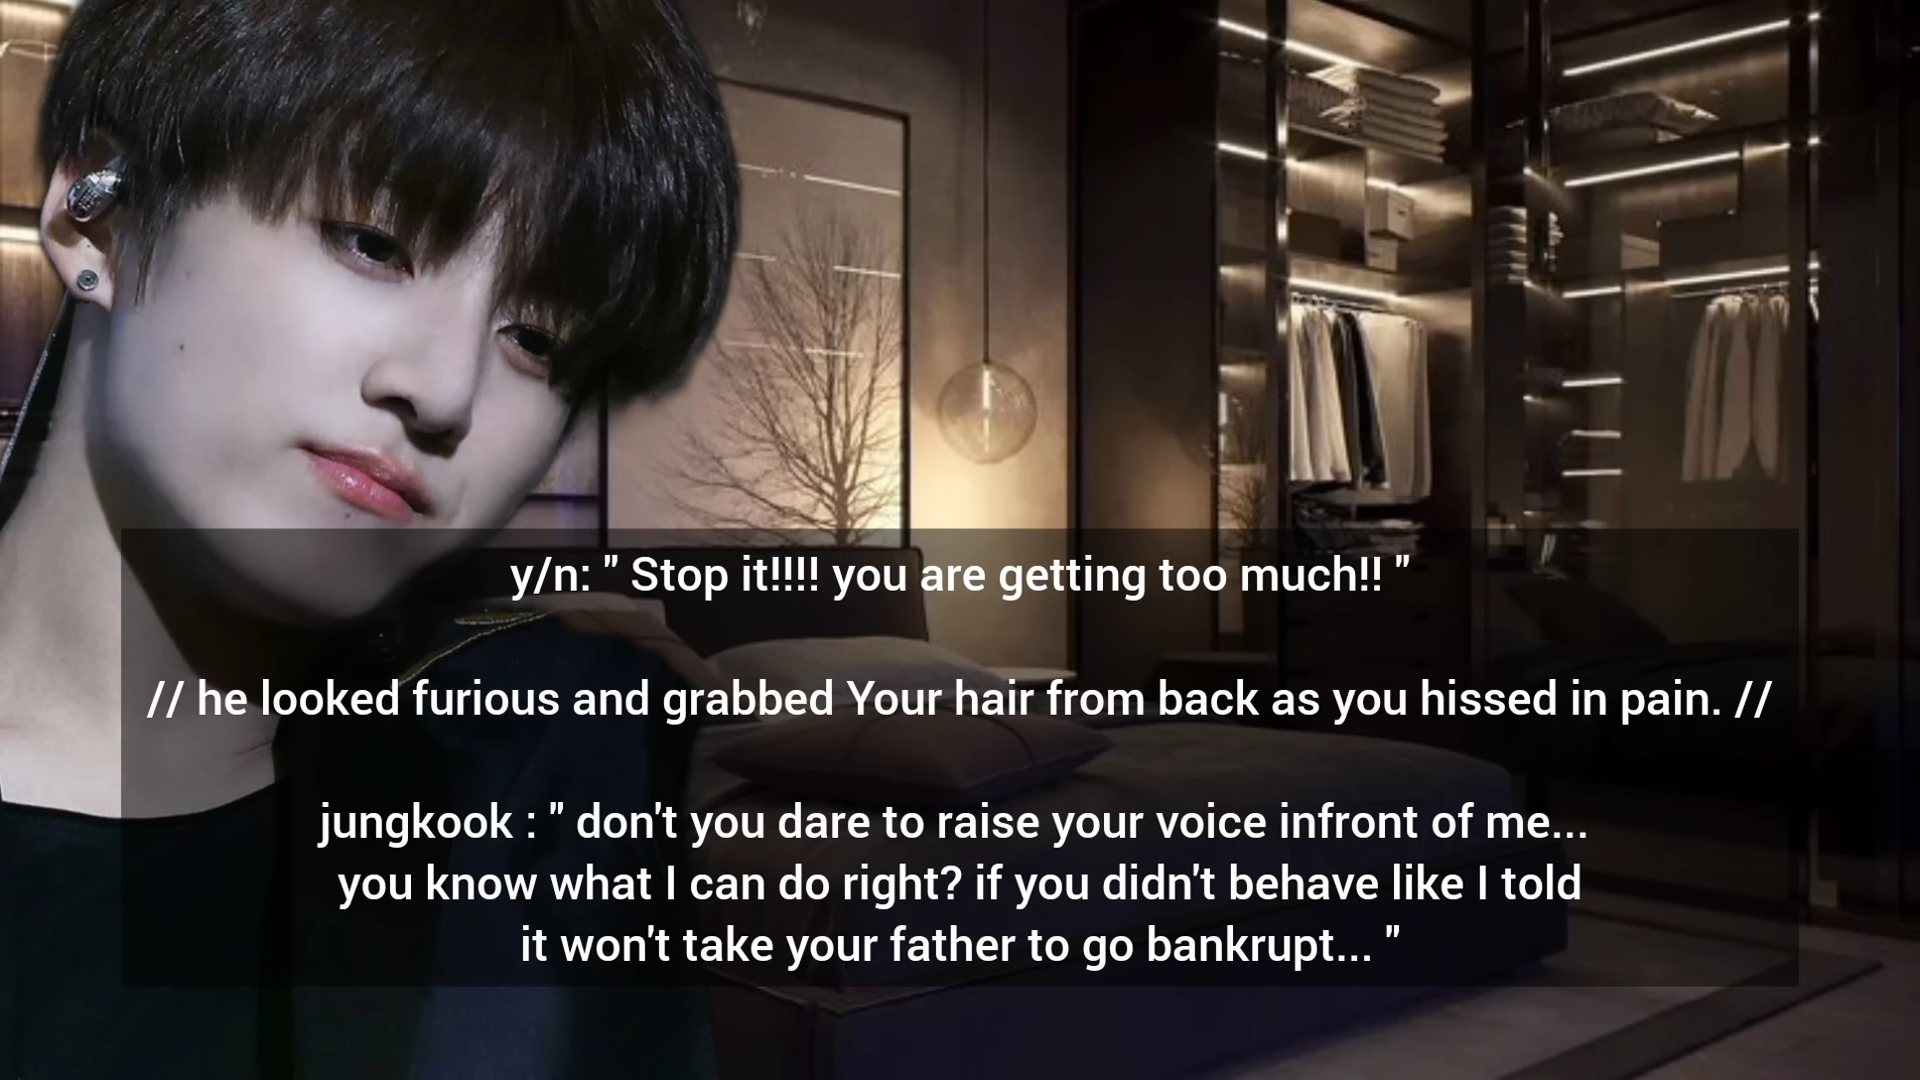 y/n: " Stop it!!!! you are getting too much!! "
// he looked furious and grabbed Your hair from back as you hissed in pain. //
jungkook : " don't you dare to raise your voice infront of me...
you know what I can do right? if you didn't behave like I told
it won't take your father to go bankrupt... "